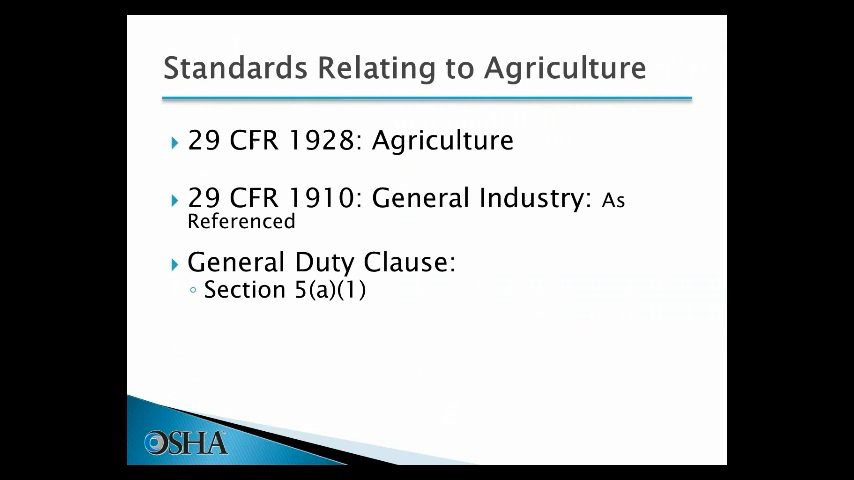 Standards Relating to Agriculture
29 CFR 1928: Agriculture
29 CFR 1910: General Industry: As
Referenced
General Duty Clause:
Section 5(a)(1)
OSHA